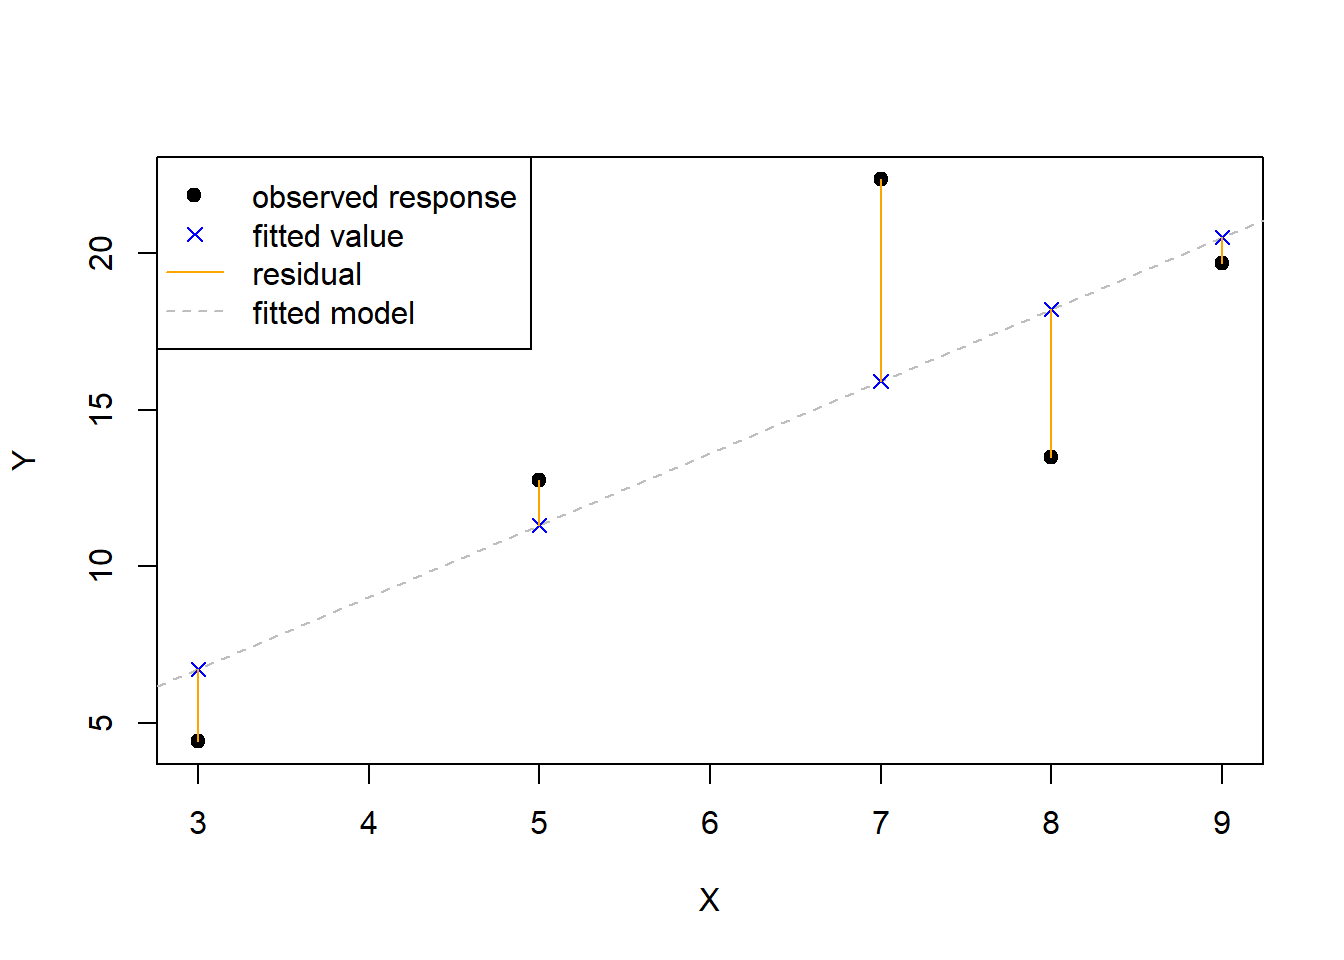 observed response
fitted value
residual
fitted model
20
15
10
5
Y
3 4 5 6 7 8 9
X